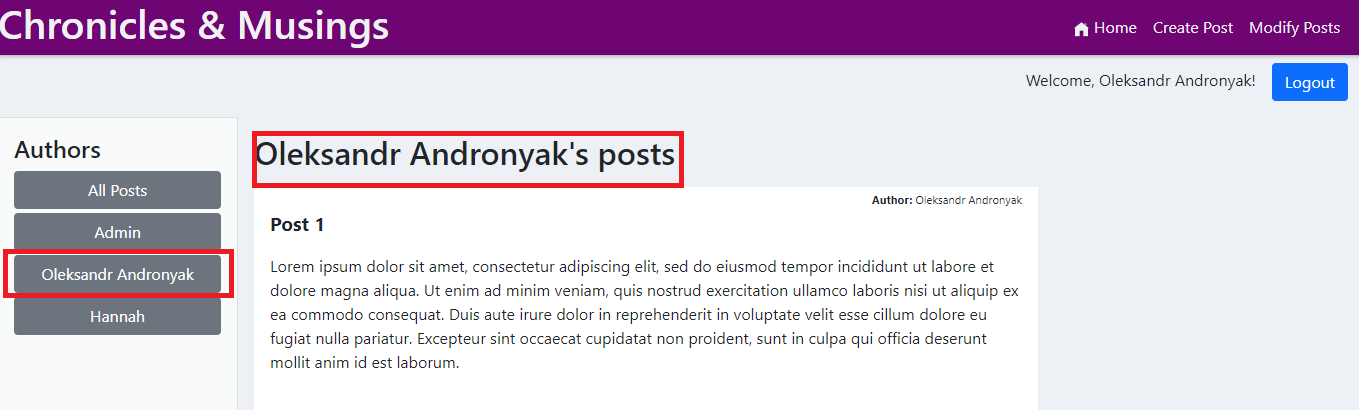 Chronicles & Musings
Home Create Post Modify Posts
Welcome, Oleksandr Andronyak! Logout
Authors
All Posts
Admin
Oleksandr Andronyak
Hannah
Oleksandr Andronyak's posts
Author: Oleksandr Andronyak
Post 1
Lorem ipsum dolor sit amet, consectetur adipiscing elit, sed do eiusmod tempor incididunt ut labore et
dolore magna aliqua. Ut enim ad minim veniam, quis nostrud exercitation ullamco laboris nisi ut aliquip ex
ea commodo consequat. Duis aute irure dolor in reprehenderit in voluptate velit esse cillum dolore eu
fugiat nulla pariatur. Excepteur sint occaecat cupidatat non proident, sunt in culpa qui officia deserunt
mollit anim id est laborum.